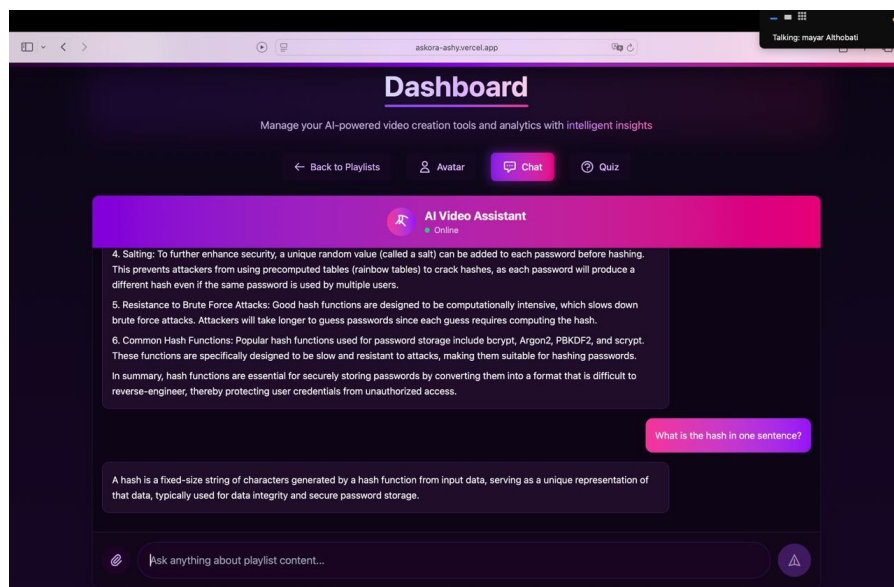 Talking: mayar Althobati
askora-ashy.vercel.app
Dashboard
Manage your AI-powered video creation tools and analytics with intelligent insights
← Back to Playlists
Avatar
Chat
Quiz
AI Video Assistant
Online
4. Salting: To further enhance security, a unique random value (called a salt) can be added to each password before hashing.
This prevents attackers from using precomputed tables (rainbow tables) to crack hashes, as each password will produce a
different hash even if the same password is used by multiple users.
5. Resistance to Brute Force Attacks: Good hash functions are designed to be computationally intensive, which slows down
brute force attacks. Attackers will take longer to guess passwords since each guess requires computing the hash.
6. Common Hash Functions: Popular hash functions used for password storage include bcrypt, Argon2, PBKDF2, and scrypt.
These functions are specifically designed to be slow and resistant to attacks, making them suitable for hashing passwords.
In summary, hash functions are essential for securely storing passwords by converting them into a format that is difficult to
reverse-engineer, thereby protecting user credentials from unauthorized access.
What is the hash in one sentence?
A hash is a fixed-size string of characters generated by a hash function from input data, serving as a unique representation of
that data, typically used for data integrity and secure password storage.
Ask anything about playlist content...